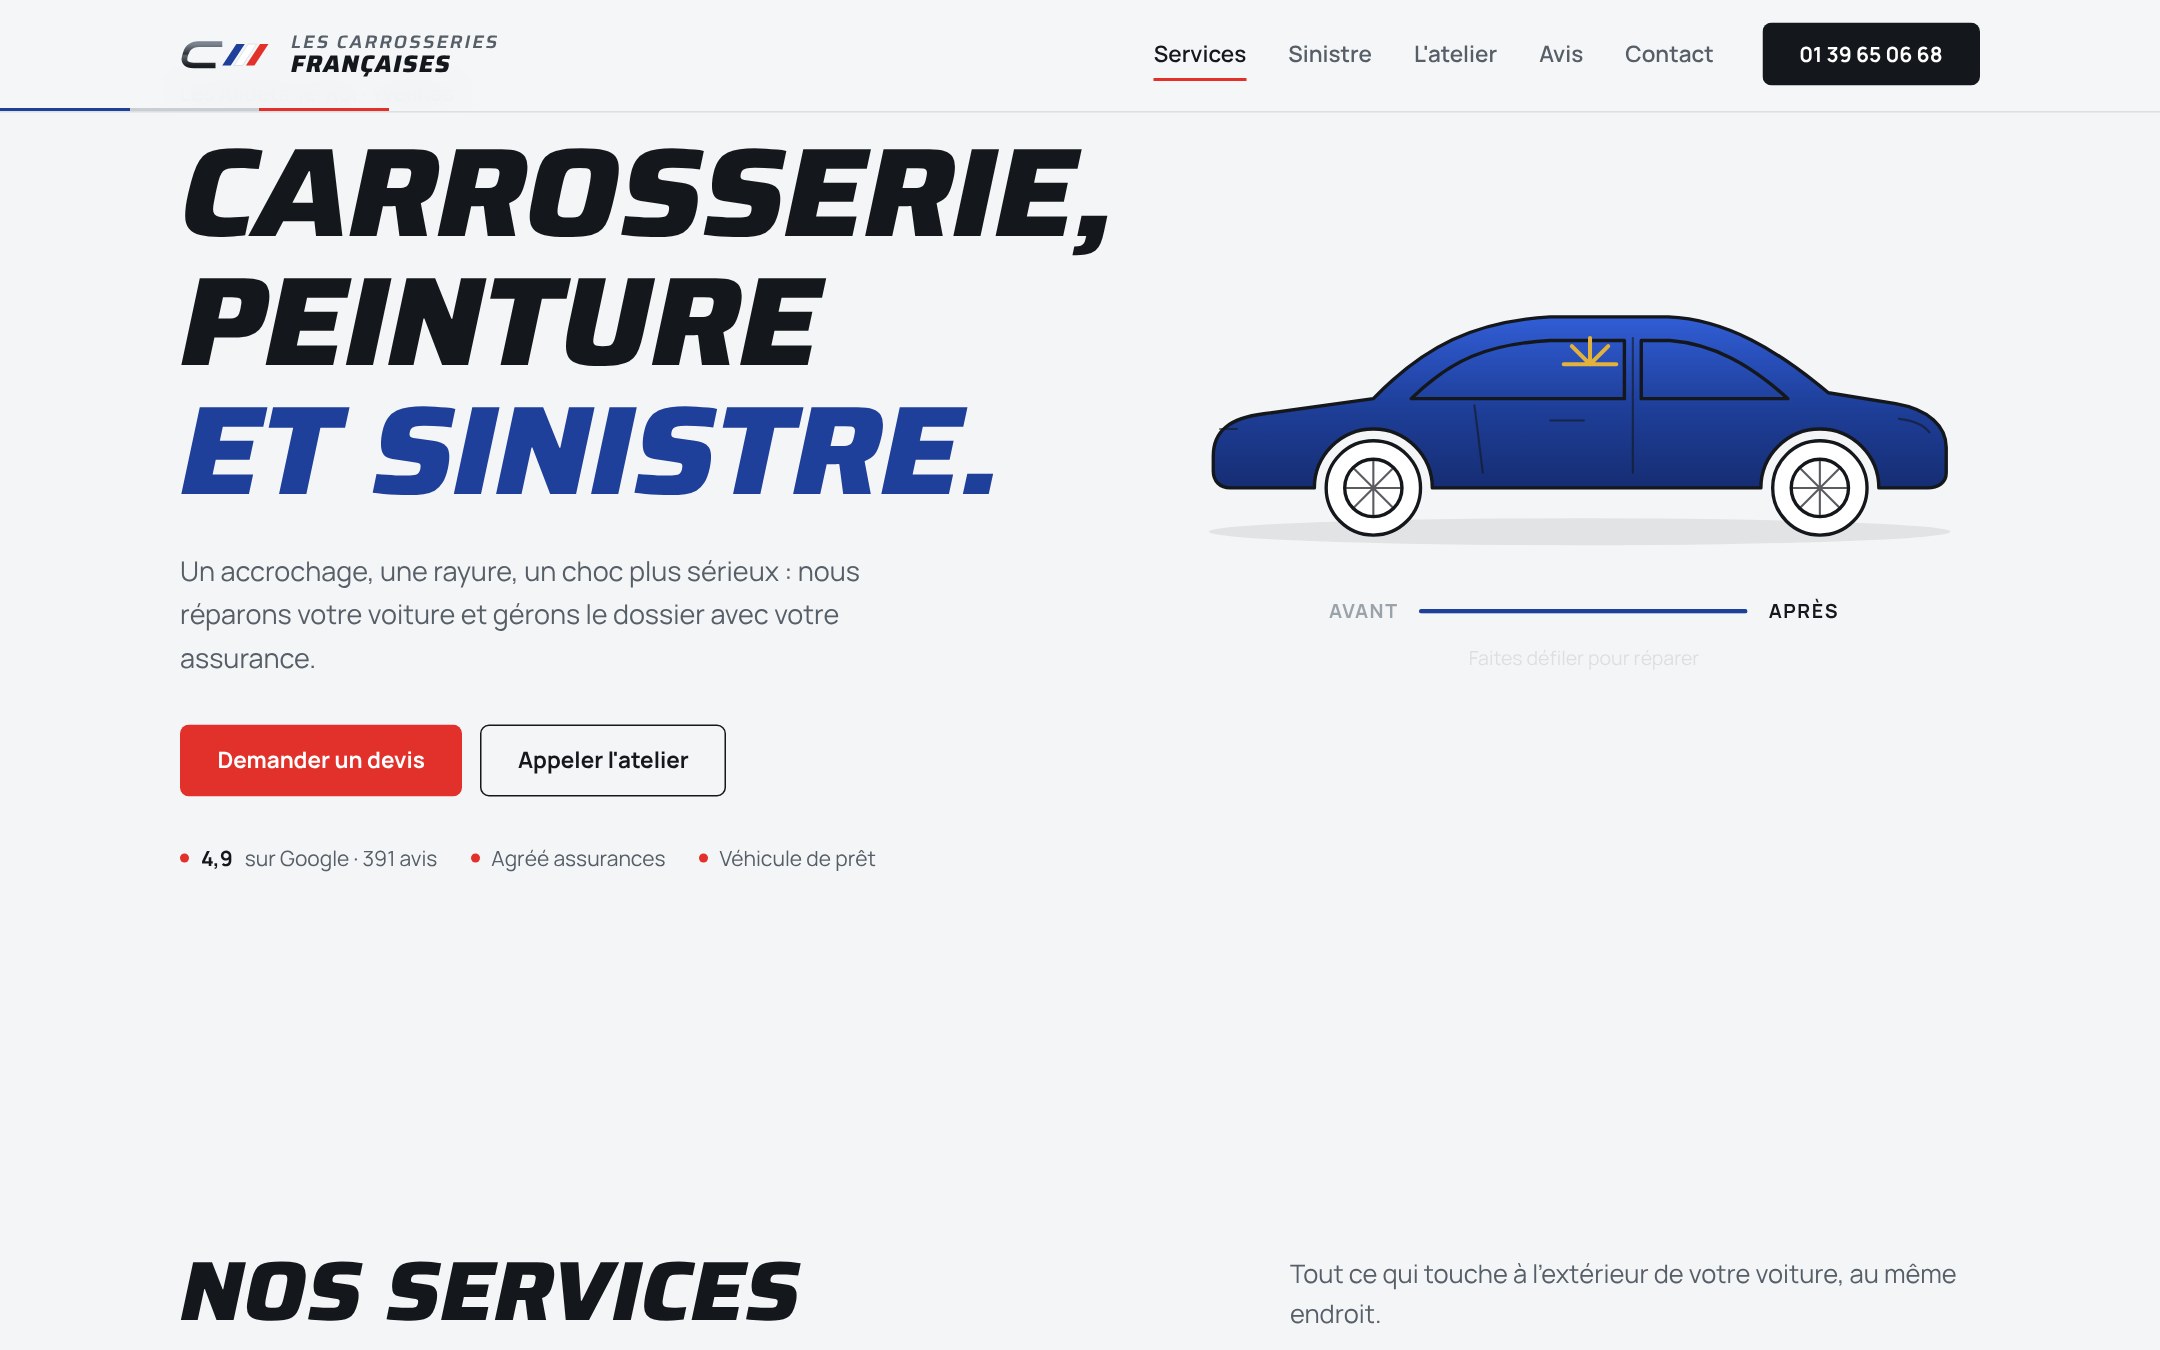 LES CARROSSERIES
FRANÇAISES
Services
Sinistre
L'atelier
Avis
Contact
01 39 65 06 68
CARROSSERIE,
PEINTURE
ET SINISTRE.
Un accrochage, une rayure, un choc plus sérieux : nous
réparons votre voiture et gérons le dossier avec votre
assurance.
Demander un devis
Appeler l'atelier
4,9 sur Google · 391 avis
Agréé assurances
Véhicule de prêt
AVANT
APRÈS
Faites défiler pour réparer
NOS SERVICES
Tout ce qui touche à l’extérieur de votre voiture, au même
endroit.